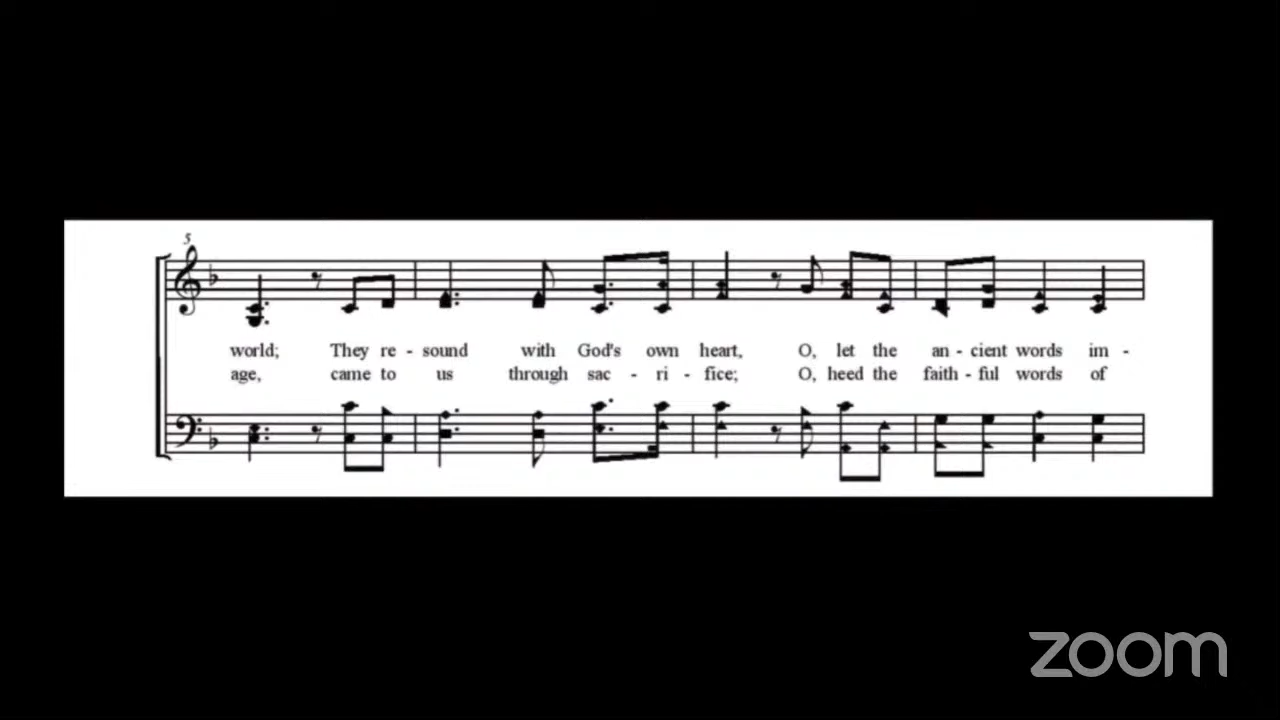 5
world; They re - sound with God's own heart, O, let the an - cient words im -
age, came to us through sac - ri - fice; O, heed the faith - ful words of
zoom